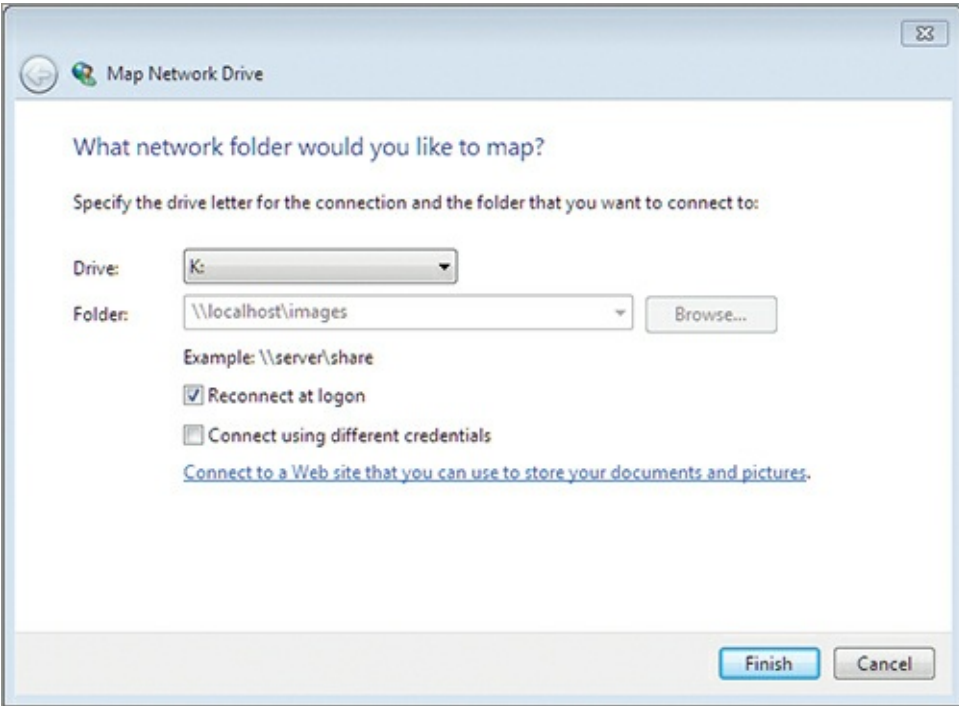 Map Network Drive
What network folder would you like to map?
Specify the drive letter for the connection and the folder that you want to connect to:
Drive: K:
Folder: \\localhost\images Browse...
Example: \\server\share
Reconnect at logon
Connect using different credentials
Connect to a Web site that you can use to store your documents and pictures.
Finish Cancel